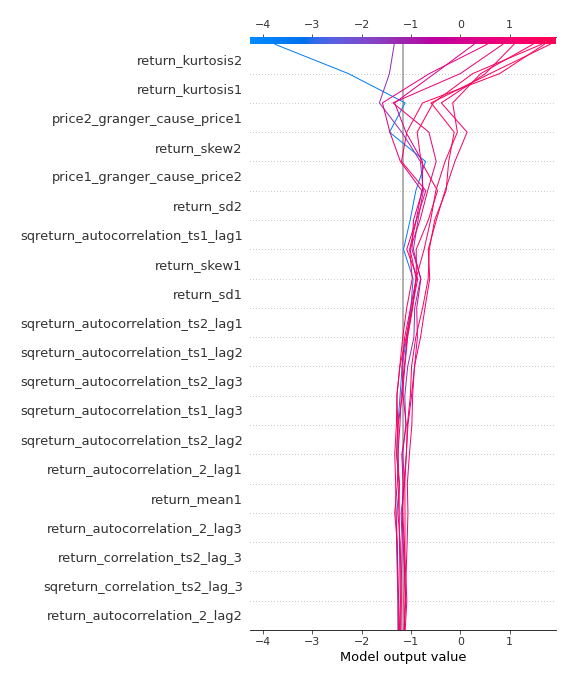 −4 −3 −2 −1 0 1
return_kurtosis2
return_kurtosis1
price2_granger_cause_price1
return_skew2
price1_granger_cause_price2
return_sd2
sqreturn_autocorrelation_ts1_lag1
return_skew1
return_sd1
sqreturn_autocorrelation_ts2_lag1
sqreturn_autocorrelation_ts1_lag2
sqreturn_autocorrelation_ts2_lag3
sqreturn_autocorrelation_ts1_lag3
sqreturn_autocorrelation_ts2_lag2
return_autocorrelation_2_lag1
return_mean1
return_autocorrelation_2_lag3
return_correlation_ts2_lag_3
sqreturn_correlation_ts2_lag_3
return_autocorrelation_2_lag2
−4 −3 −2 −1 0 1
Model output value